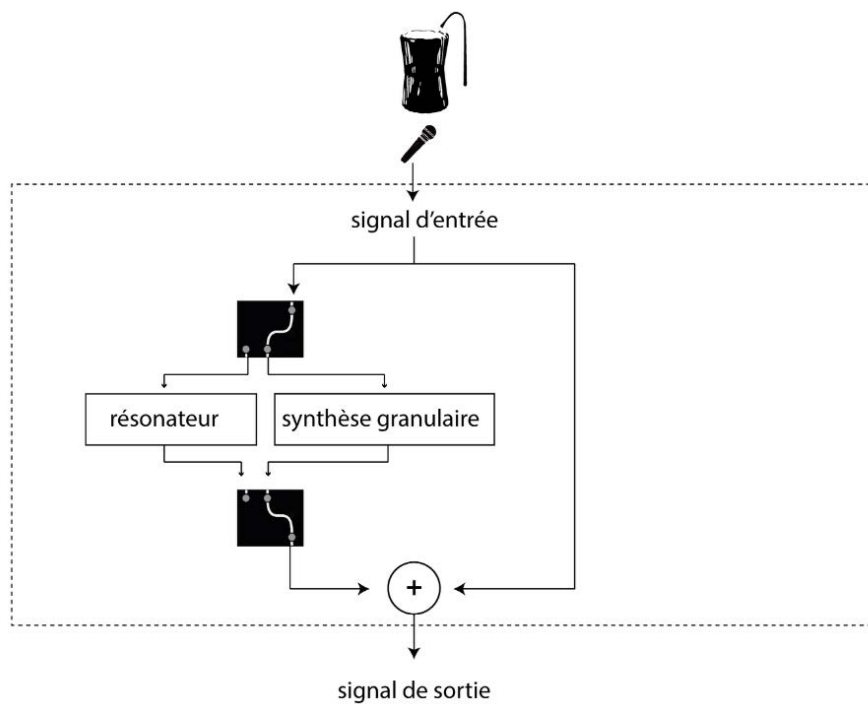 signal d'entrée
résonateur
synthèse granulaire
+
signal de sortie